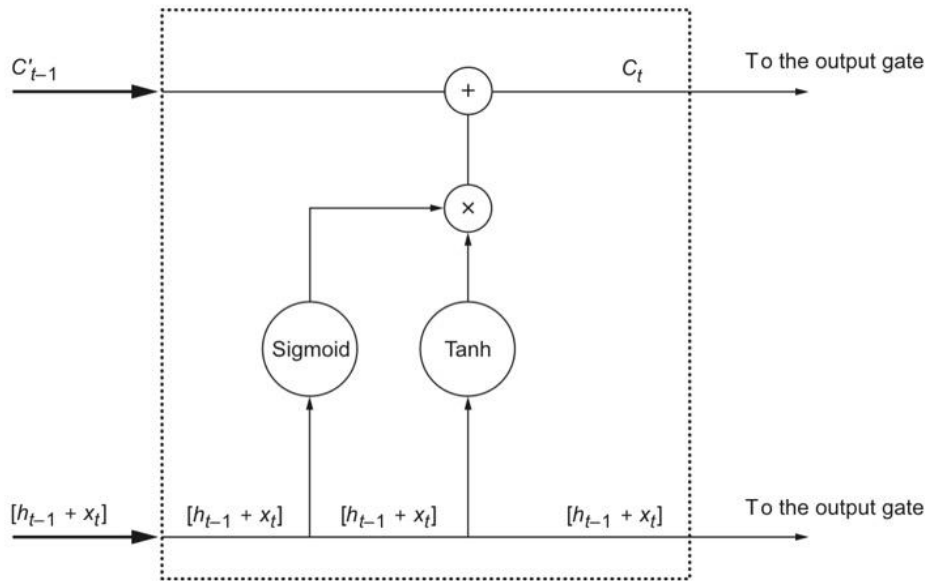 C't–1
+
Ct
To the output gate
×
Sigmoid
Tanh
[ht–1 + xt]
[ht–1 + xt]
[ht–1 + xt]
[ht–1 + xt]
To the output gate